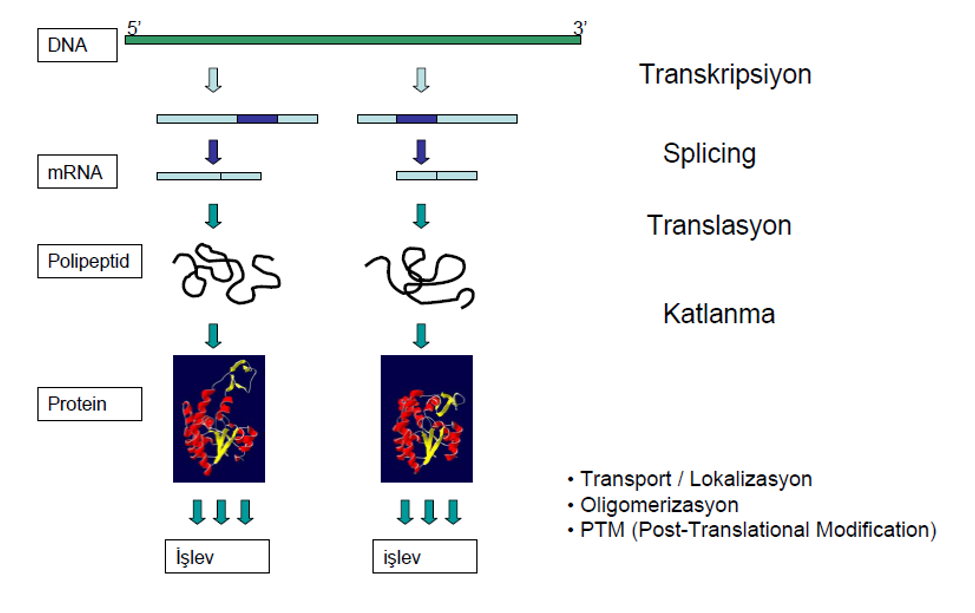 5’
3’
DNA
Transkripsiyon
Splicing
mRNA
Translasyon
Polipeptid
Katlanma
Protein
• Transport / Lokalizasyon
• Oligomerizasyon
• PTM (Post-Translational Modification)
İşlev
işlev